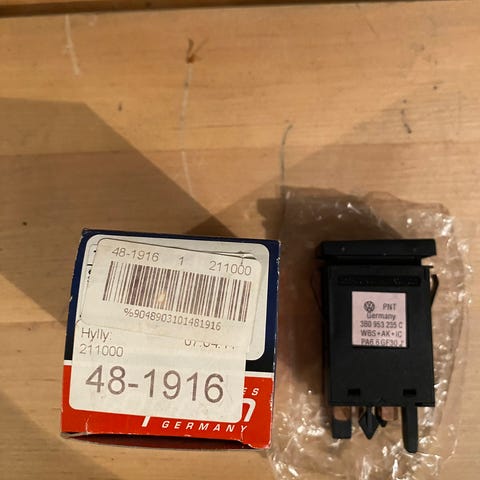 48-1916 1 211000
%9048903101481916
Hylly:
211000
48-1916
GERMANY
PNT
Germany
3B0 953 235 C
WBS+AK+IC
PA6.6GF30